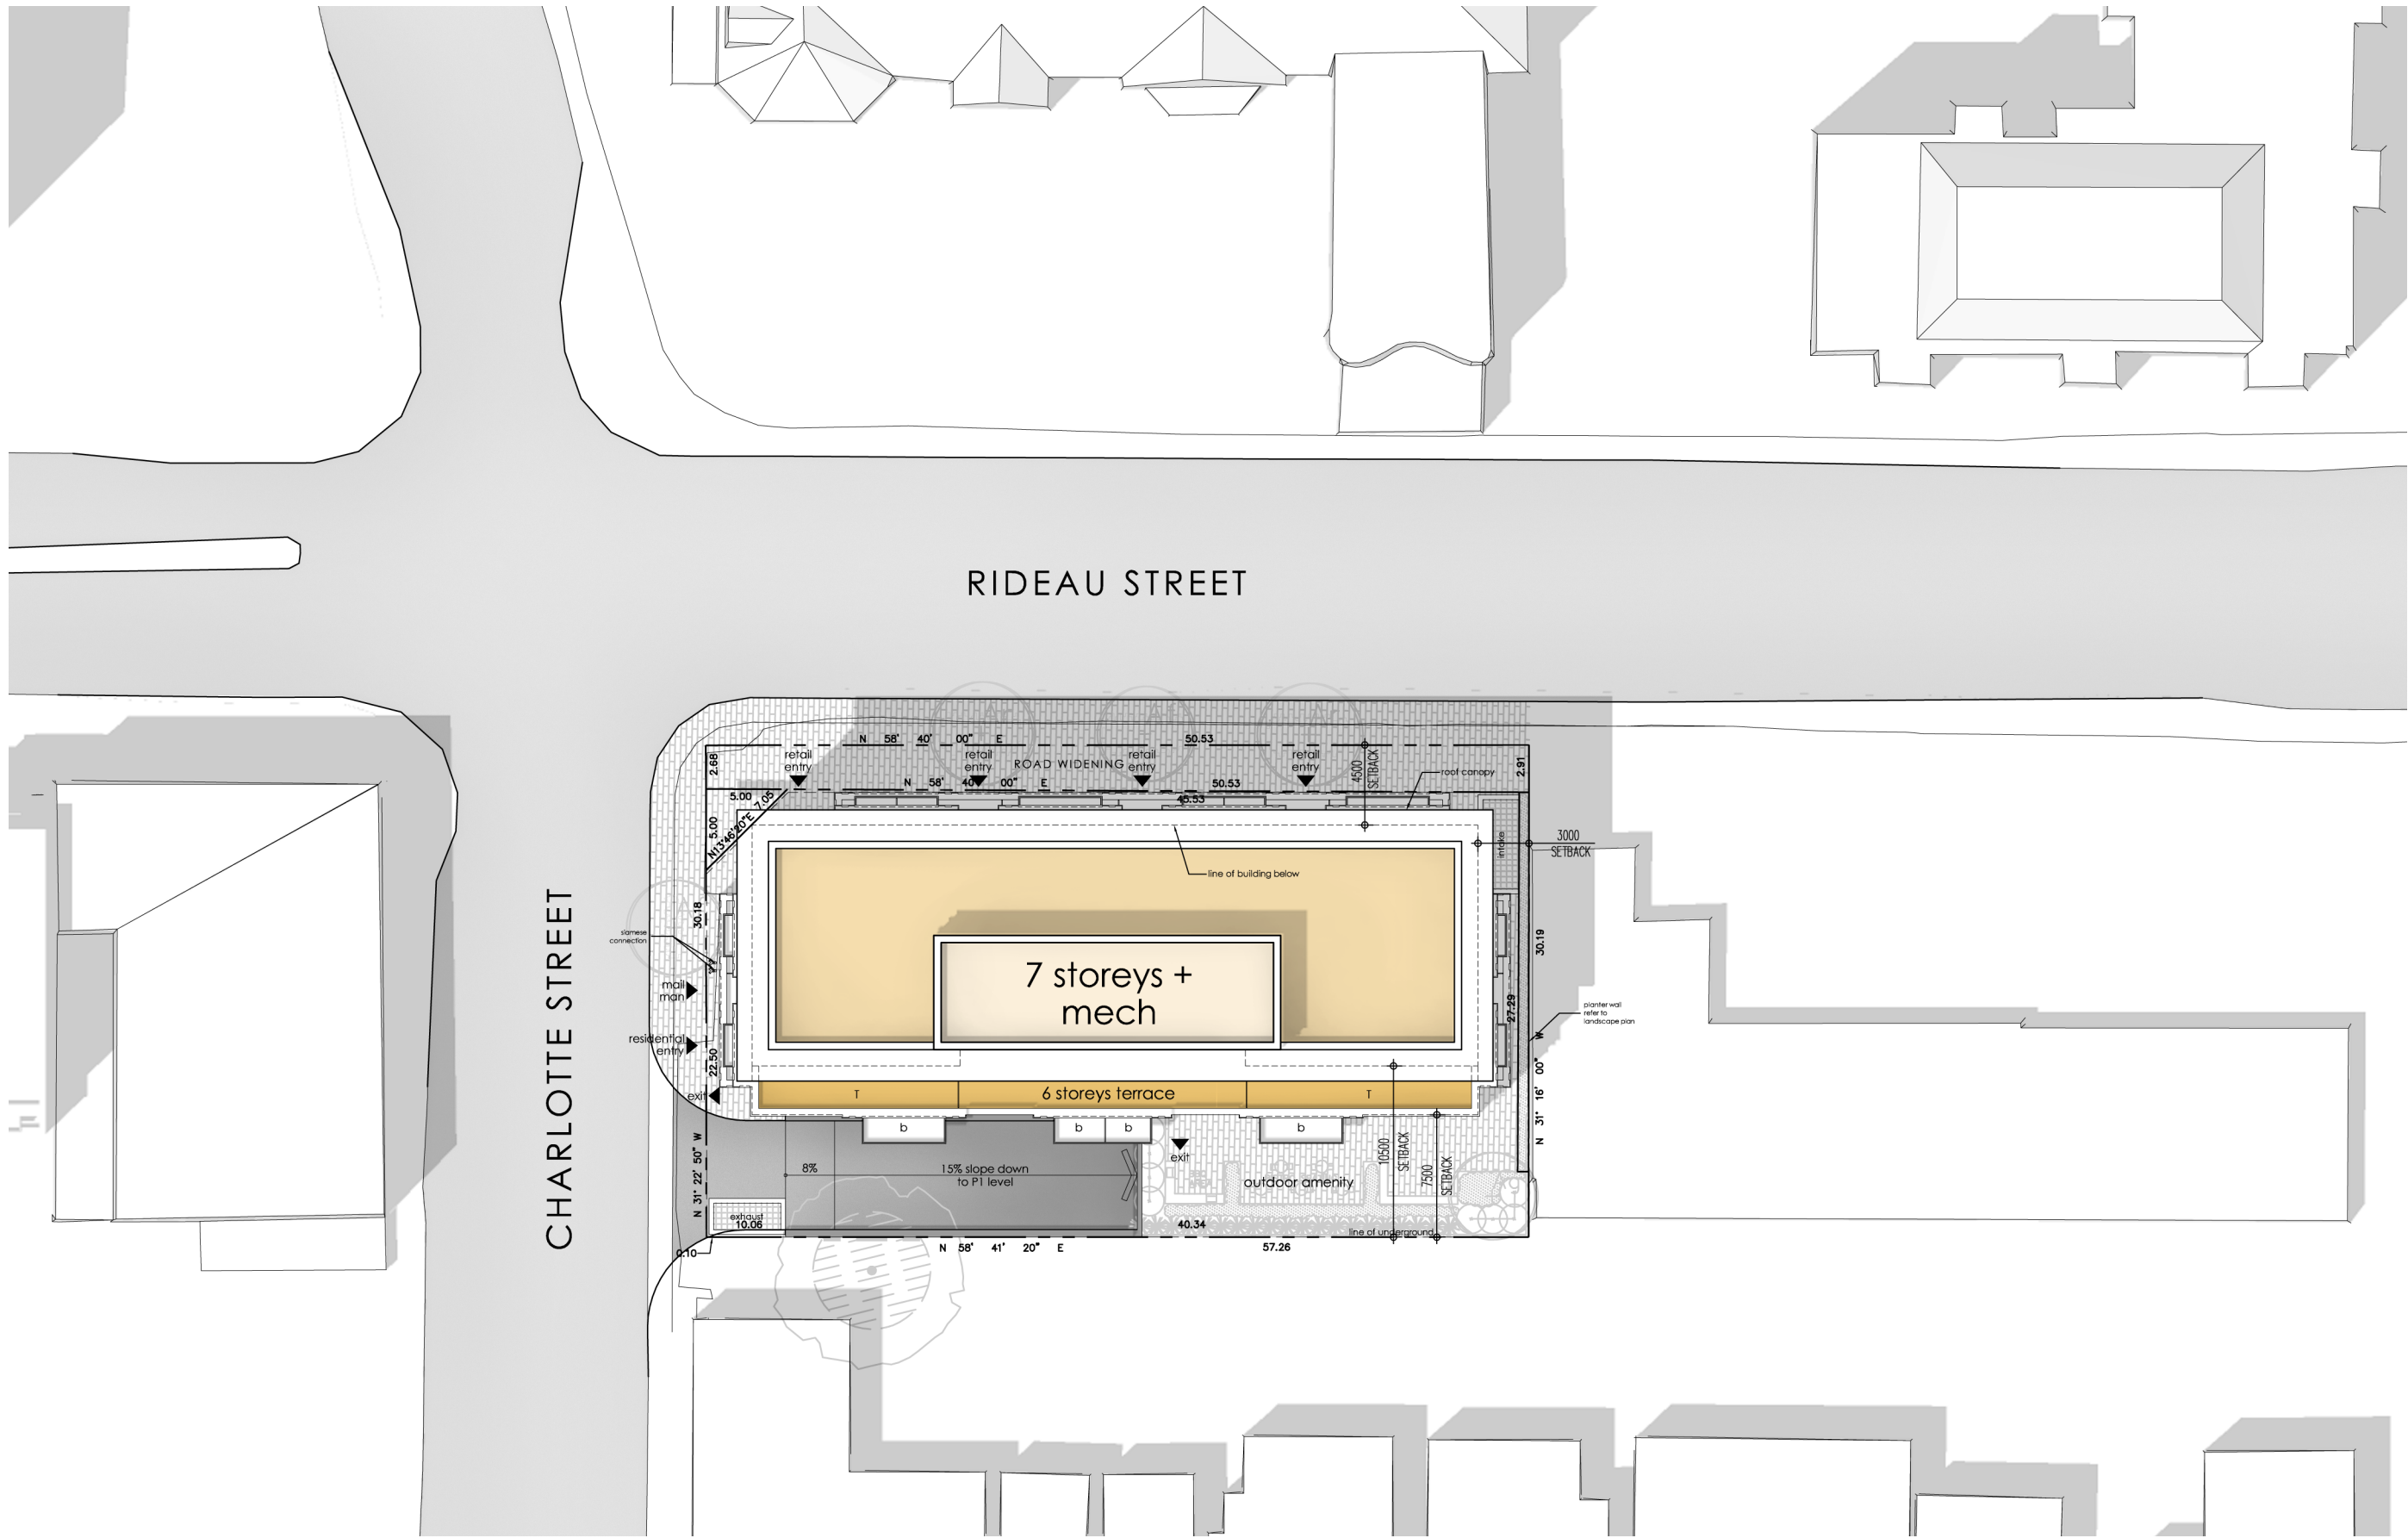 RIDEAU STREET
CHARLOTTE STREET
N 58' 40' 00" E
50.53
retail
entry
retail
entry
retail
entry
retail
entry
ROAD WIDENING
2.68
4500
SETBACK
2.91
N 58' 40' 00" E
50.53
roof canopy
5.00
7.05
45.53
5.00
N13°46'20"E
intake
3000
SETBACK
line of building below
30.18
siamese
connection
30.19
mail
man
7 storeys +
mech
27.29
planter wall
refer to
landscape plan
residential
entry
22.50
exit
T
6 storeys terrace
T
b
b
b
b
N 31' 16' 00" W
N 31' 22' 50" W
8%
15% slope down
to P1 level
exit
outdoor amenity
10500
SETBACK
7500
SETBACK
exhaust
10.06
40.34
line of underground
0.10
N 58' 41' 20" E
57.26